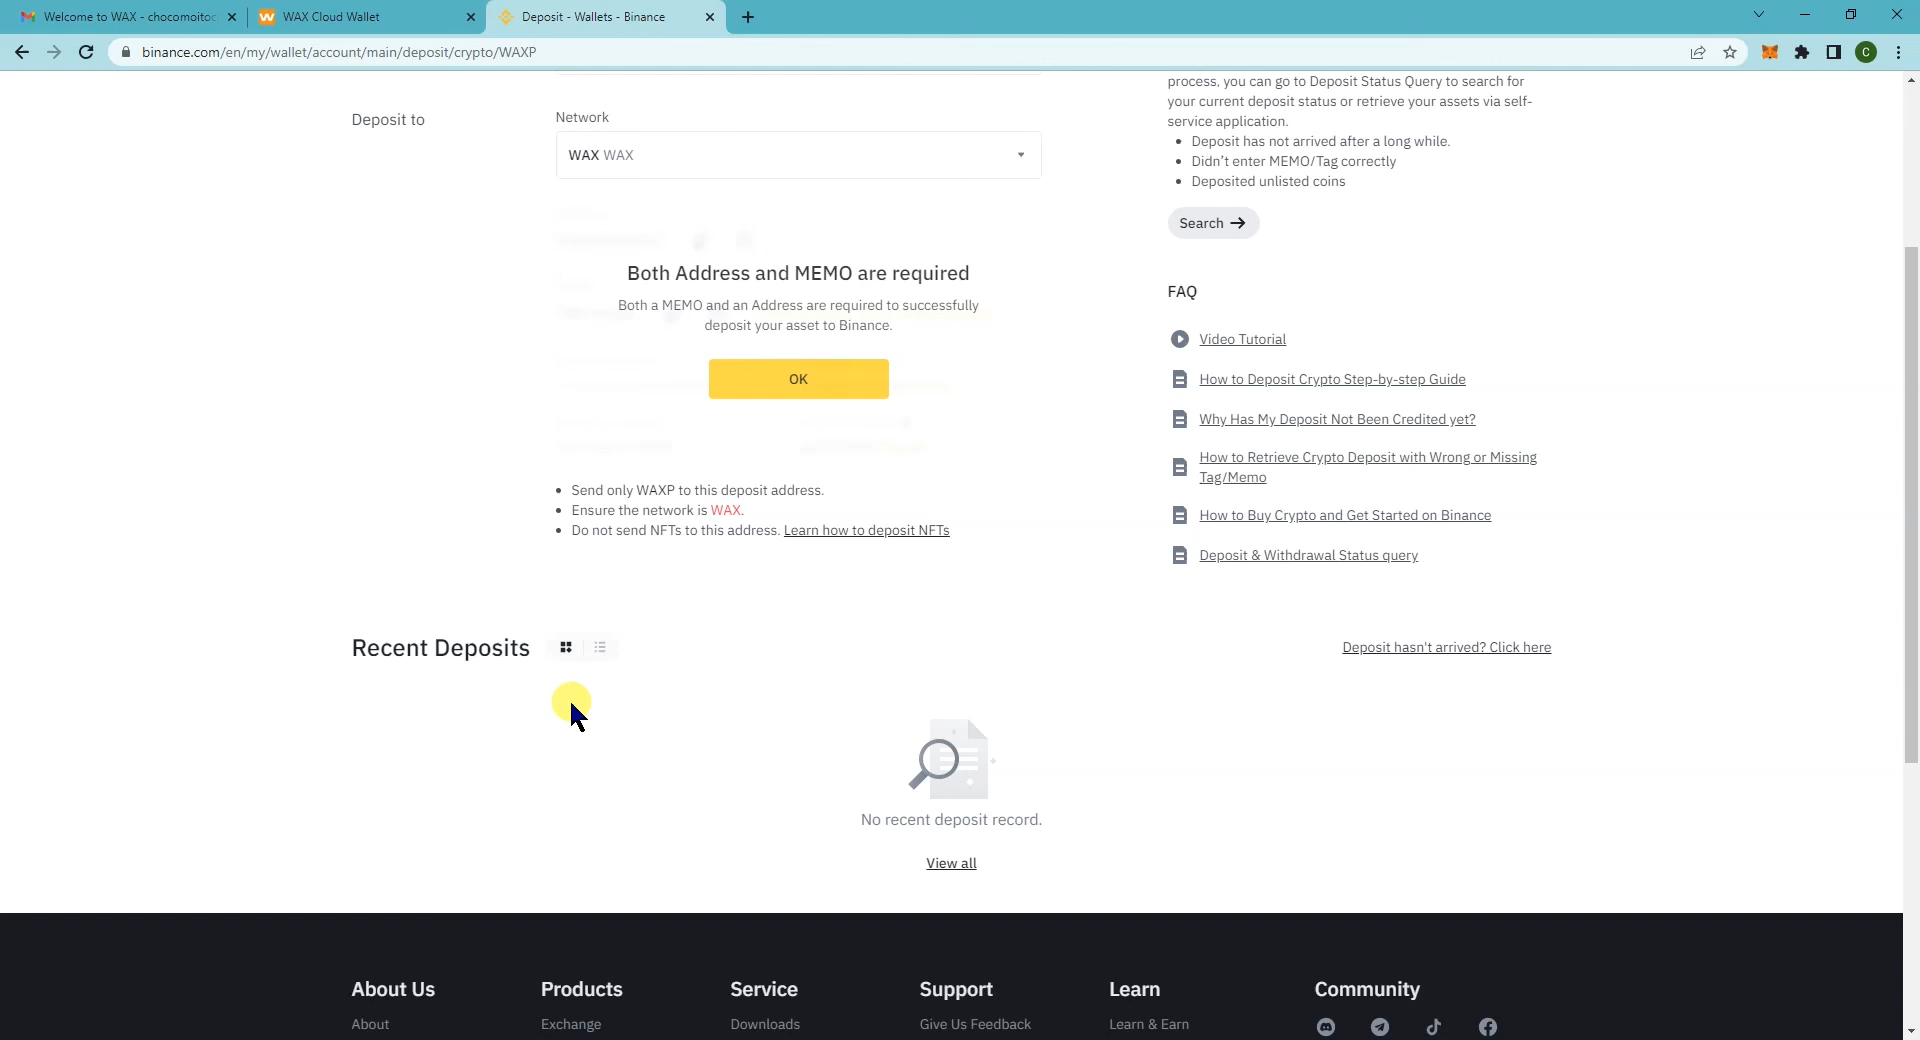 Welcome to WAX - chocomoitoc
WAX Cloud Wallet
Deposit - Wallets - Binance
binance.com/en/my/wallet/account/main/deposit/crypto/WAXP
C
process, you can go to Deposit Status Query to search for
your current deposit status or retrieve your assets via self-
service application.
• Deposit has not arrived after a long while.
• Didn't enter MEMO/Tag correctly
• Deposited unlisted coins
Search →
Deposit to
Network
WAX WAX
Both Address and MEMO are required
Both a MEMO and an Address are required to successfully
deposit your asset to Binance.
OK
• Send only WAXP to this deposit address.
• Ensure the network is WAX.
• Do not send NFTs to this address. Learn how to deposit NFTs
FAQ
Video Tutorial
How to Deposit Crypto Step-by-step Guide
Why Has My Deposit Not Been Credited yet?
How to Retrieve Crypto Deposit with Wrong or Missing
Tag/Memo
How to Buy Crypto and Get Started on Binance
Deposit & Withdrawal Status query
Recent Deposits
Deposit hasn't arrived? Click here
No recent deposit record.
View all
About Us
Products
Service
Support
Learn
Community
About
Exchange
Downloads
Give Us Feedback
Learn & Earn